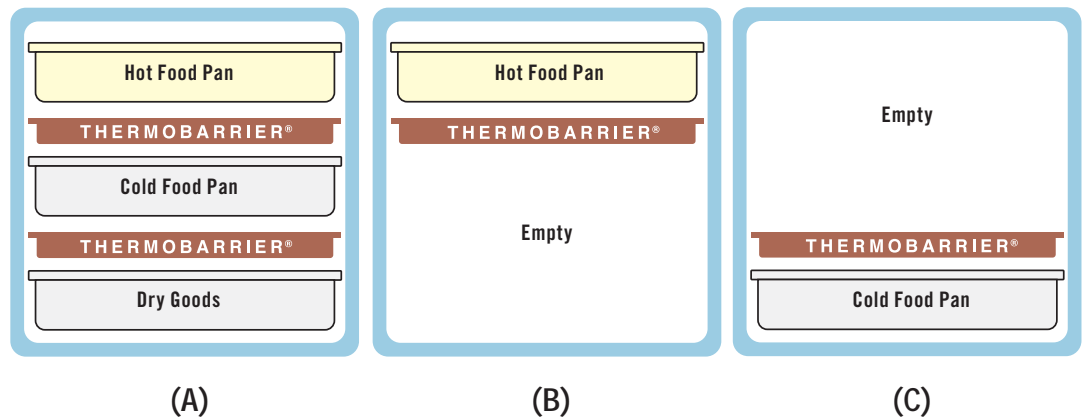 Hot Food Pan
THERMOBARRIER®
Cold Food Pan
THERMOBARRIER®
Dry Goods
(A)
Hot Food Pan
THERMOBARRIER®
Empty
(B)
Empty
THERMOBARRIER®
Cold Food Pan
(C)